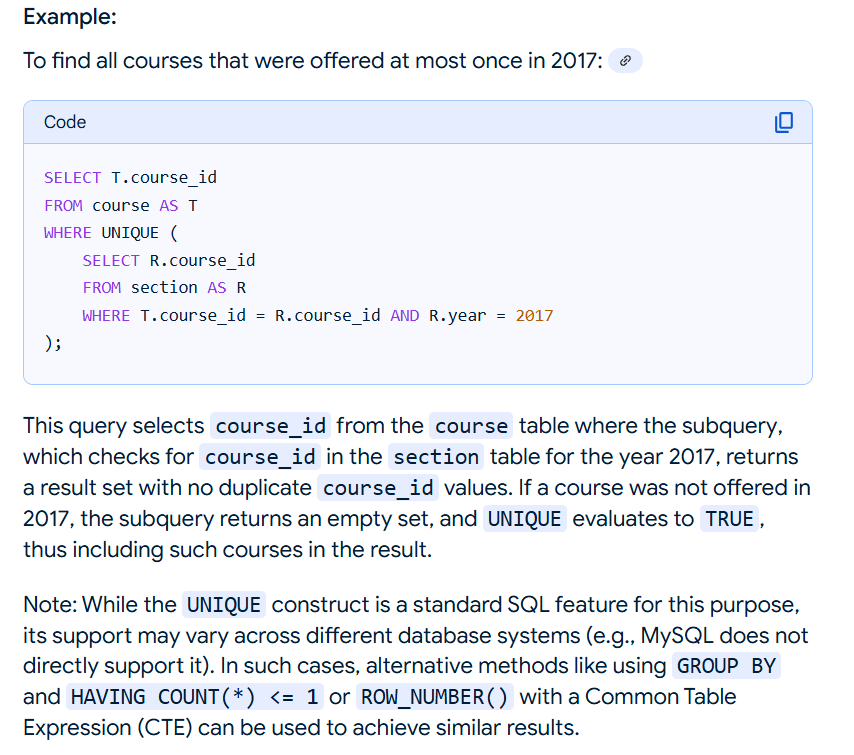 Example:
To find all courses that were offered at most once in 2017:
Code
SELECT T.course_id
FROM course AS T
WHERE UNIQUE (
    SELECT R.course_id
    FROM section AS R
    WHERE T.course_id = R.course_id AND R.year = 2017
);
This query selects course_id from the course table where the subquery,
which checks for course_id in the section table for the year 2017, returns
a result set with no duplicate course_id values. If a course was not offered in
2017, the subquery returns an empty set, and UNIQUE evaluates to TRUE,
thus including such courses in the result.
Note: While the UNIQUE construct is a standard SQL feature for this purpose,
its support may vary across different database systems (e.g., MySQL does not
directly support it). In such cases, alternative methods like using GROUP BY
and HAVING COUNT(*) <= 1 or ROW_NUMBER() with a Common Table
Expression (CTE) can be used to achieve similar results.